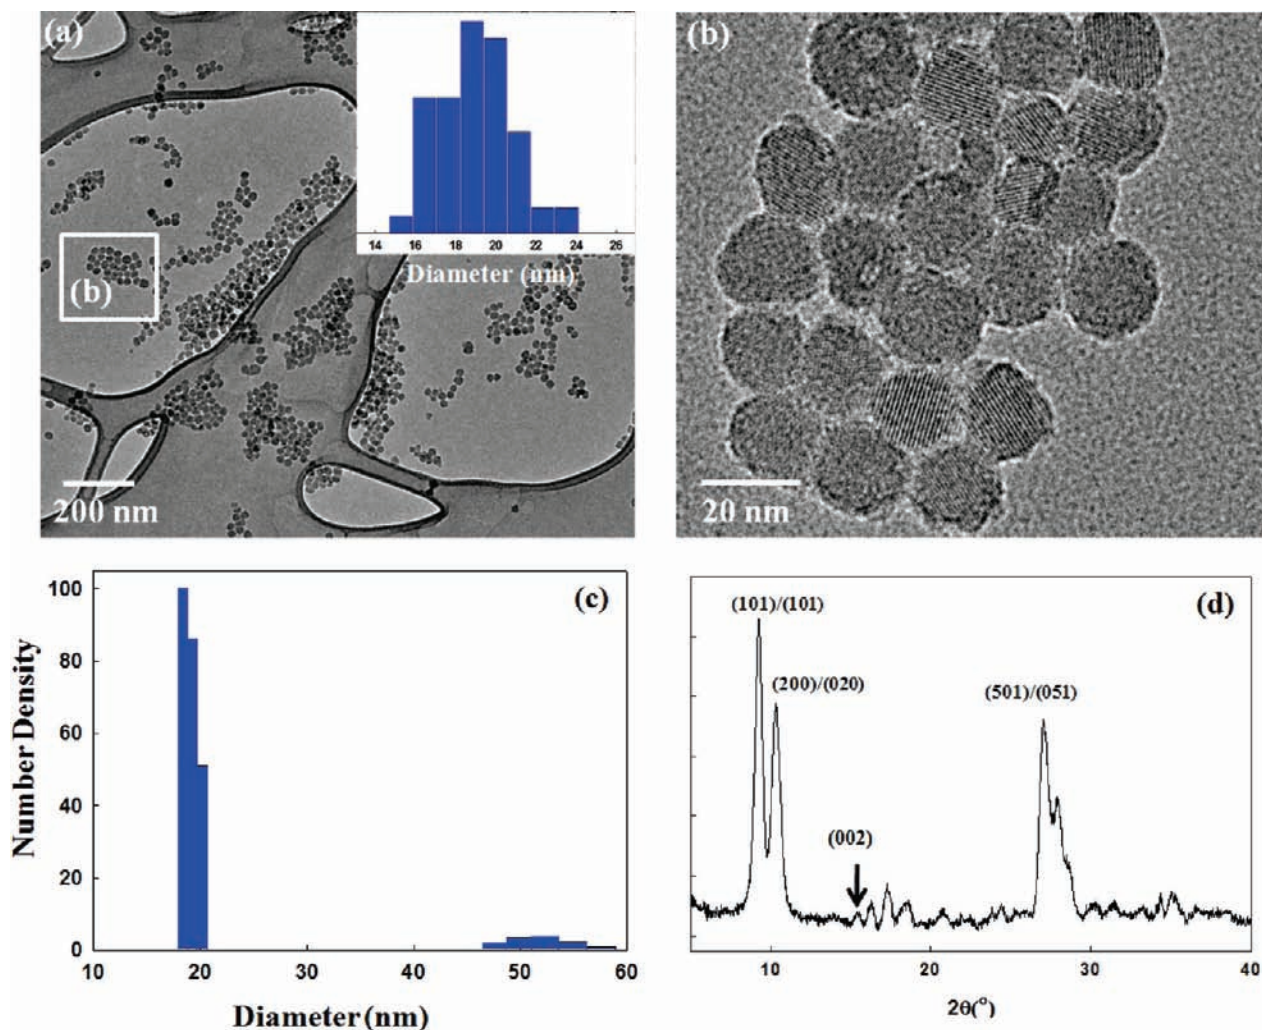 (a)
14 16 18 20 22 24 26
Diameter (nm)
(b)
200 nm
(b)
20 nm
(c)
100
80
60
40
20
0
10 20 30 40 50 60
Number Density
Diameter (nm)
(d)
(101)/(101)
(200)/(020)
(501)/(051)
(002)
10 20 30 40
2θ(°)